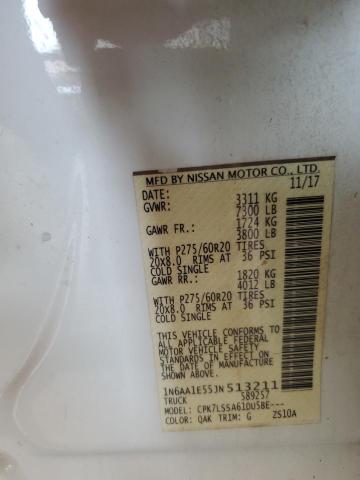 MFD BY NISSAN MOTOR CO., LTD.
DATE: 11/17
GVWR: 3311 KG
7300 LB
GAWR FR.: 1724 KG
3800 LB
WITH P275/60R20 TIRES
20X8.0 RIMS AT 36 PSI
COLD SINGLE
GAWR RR.: 1820 KG
4012 LB
WITH P275/60R20 TIRES
20X8.0 RIMS AT 36 PSI
COLD SINGLE
THIS VEHICLE CONFORMS TO
ALL APPLICABLE FEDERAL
MOTOR VEHICLE SAFETY
STANDARDS IN EFFECT ON
THE DATE OF MANUFACTURE
SHOWN ABOVE.
1N6AA1E55JN513211
TRUCK 589257
MODEL: CPK7LSSA61DU5BE---
COLOR: QAK TRIM: G ZS10A